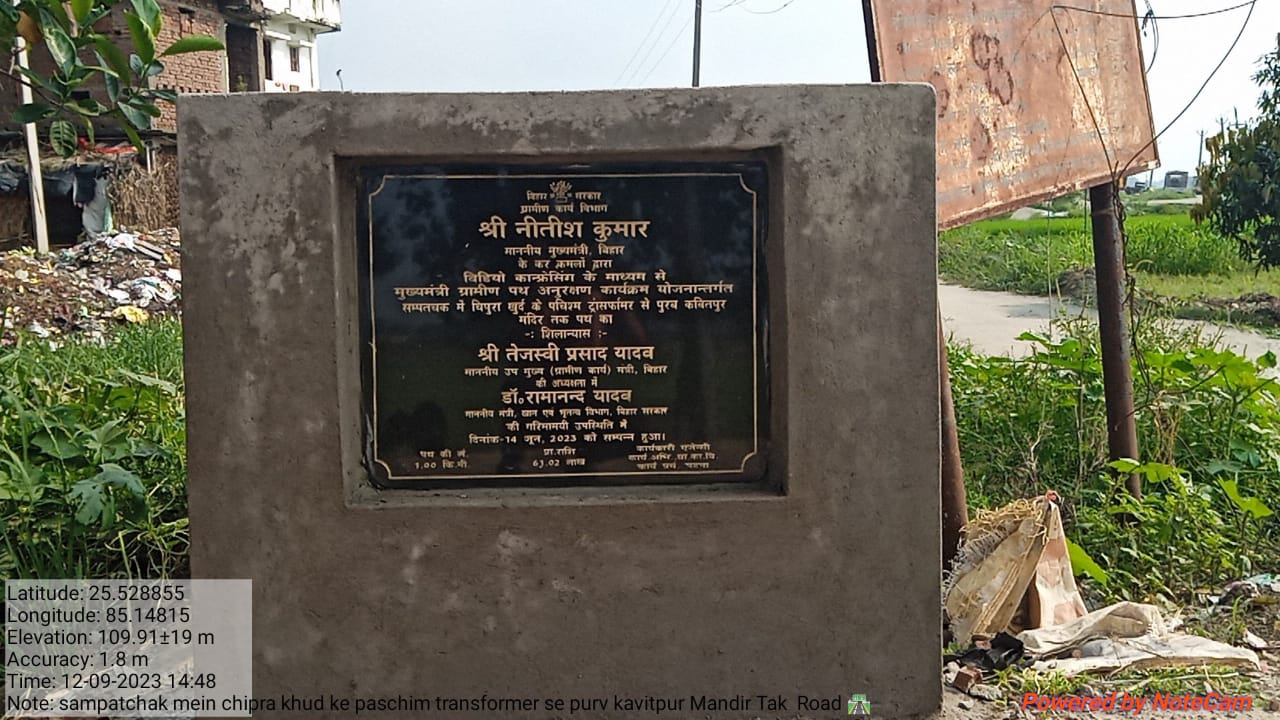 बिहार सरकार
ग्रामीण कार्य विभाग
श्री नीतीश कुमार
माननीय मुख्यमंत्री, बिहार
के कर कमलों द्वारा
विडियो कान्फ्रेसिंग के माध्यम से
मुख्यमंत्री ग्रामीण पथ अनुरक्षण कार्यक्रम योजनान्तर्गत
सम्पतचक में चिपुरा खुर्द के पश्चिम ट्रांसफॉमर से पुरब कवितपुर
मंदिर तक पथ का
-: शिलान्यास :-
श्री तेजस्वी प्रसाद यादव
माननीय उप मुख्य (ग्रामीण कार्य) मंत्री, बिहार
की अध्यक्षता में
डॉ॰रामानन्द यादव
माननीय मंत्री, खान एवं भूतत्व विभाग, बिहार सरकार
की गरिमामयी उपस्थिति में
दिनांक-14 जून, 2023 को सम्पन्न हुआ।
पथ की लं. प्रा.राशि कार्यकारी एजेन्सी
1.00 कि.मी 63.02 लाख कार्य अभि. ग्रा.का.वि.
कार्य प्रमं. पटना
Latitude: 25.528855
Longitude: 85.14815
Elevation: 109.91±19 m
Accuracy: 1.8 m
Time: 12-09-2023 14:48
Note: sampatchak mein chipra khud ke paschim transformer se purv kavitpur Mandir Tak Road
Powered by NoteCam